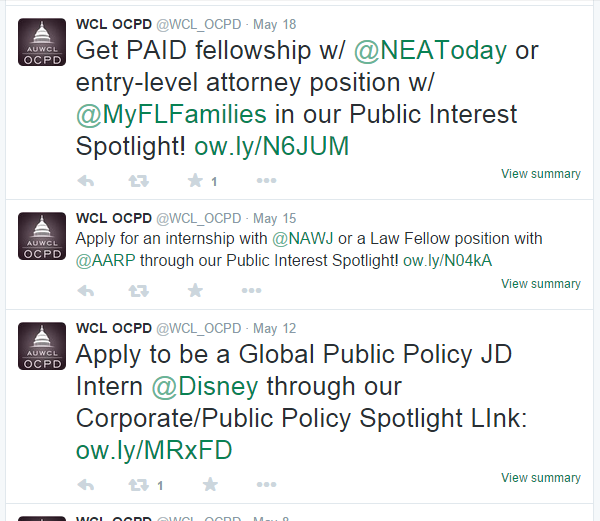 WCL OCPD @WCL_OCPD · May 18
Get PAID fellowship w/ @NEAToday or
entry-level attorney position w/
@MyFLFamilies in our Public Interest
Spotlight! ow.ly/N6JUM
View summary
1
AUWCL
OCPD
WCL OCPD @WCL_OCPD · May 15
Apply for an internship with @NAWJ or a Law Fellow position with
@AARP through our Public Interest Spotlight! ow.ly/N04kA
View summary
AUWCL
OCPD
WCL OCPD @WCL_OCPD · May 12
Apply to be a Global Public Policy JD
Intern @Disney through our
Corporate/Public Policy Spotlight LInk:
ow.ly/MRxFD
View summary
1
AUWCL
OCPD
WCL OCPD @WCL_OCPD · May 8